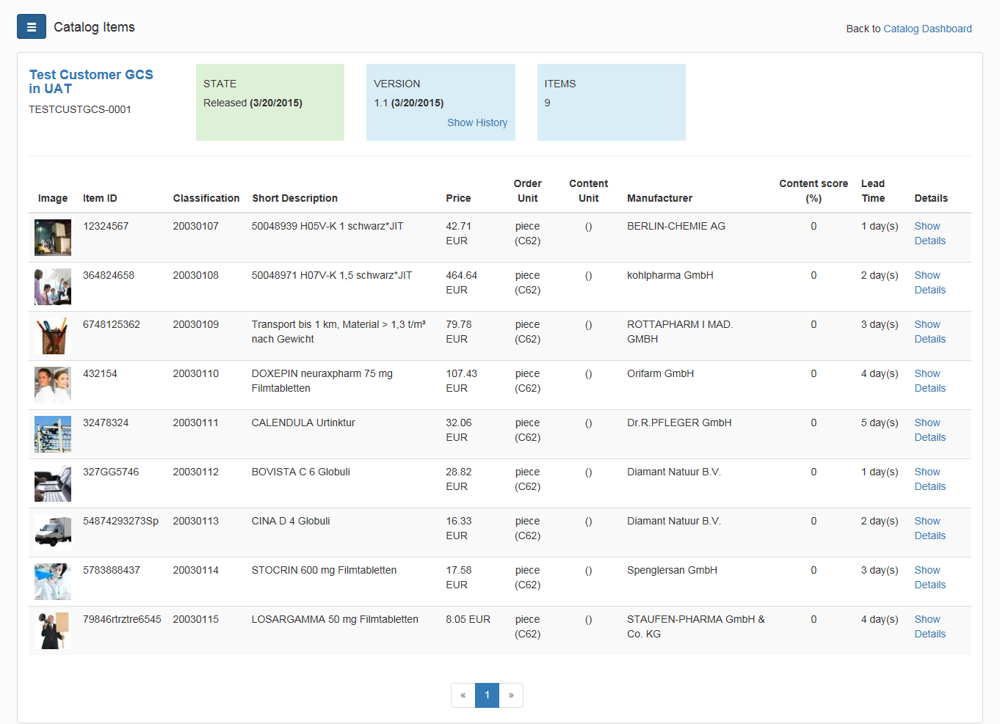 Catalog Items
Back to Catalog Dashboard
Test Customer GCS
in UAT
TESTCUSTGCS-0001
STATE
Released (3/20/2015)
VERSION
1.1 (3/20/2015)
Show History
ITEMS
9
Image Item ID Classification Short Description Price Order Unit Content Unit Manufacturer Content score (%) Lead Time Details
12324567 20030107 50048939 H05V-K 1 schwarz*JIT 42.71 EUR piece (C62) () BERLIN-CHEMIE AG 0 1 day(s) Show Details
364824658 20030108 50048971 H07V-K 1,5 schwarz*JIT 464.64 EUR piece (C62) () kohlpharma GmbH 0 2 day(s) Show Details
6748125362 20030109 Transport bis 1 km, Material > 1,3 t/m³ nach Gewicht 79.78 EUR piece (C62) () ROTTAPHARM I MAD. GMBH 0 3 day(s) Show Details
432154 20030110 DOXEPIN neuraxpharm 75 mg Filmtabletten 107.43 EUR piece (C62) () Orifarm GmbH 0 4 day(s) Show Details
32478324 20030111 CALENDULA Urtinktur 32.06 EUR piece (C62) () Dr.R.PFLEGER GmbH 0 5 day(s) Show Details
327GG5746 20030112 BOVISTA C 6 Globuli 28.82 EUR piece (C62) () Diamant Natuur B.V. 0 1 day(s) Show Details
54874293273Sp 20030113 CINA D 4 Globuli 16.33 EUR piece (C62) () Diamant Natuur B.V. 0 2 day(s) Show Details
5783888437 20030114 STOCRIN 600 mg Filmtabletten 17.58 EUR piece (C62) () Spenglersan GmbH 0 3 day(s) Show Details
79846rtrztre6545 20030115 LOSARGAMMA 50 mg Filmtabletten 8.05 EUR piece (C62) () STAUFEN-PHARMA GmbH & Co. KG 0 4 day(s) Show Details
« 1 »